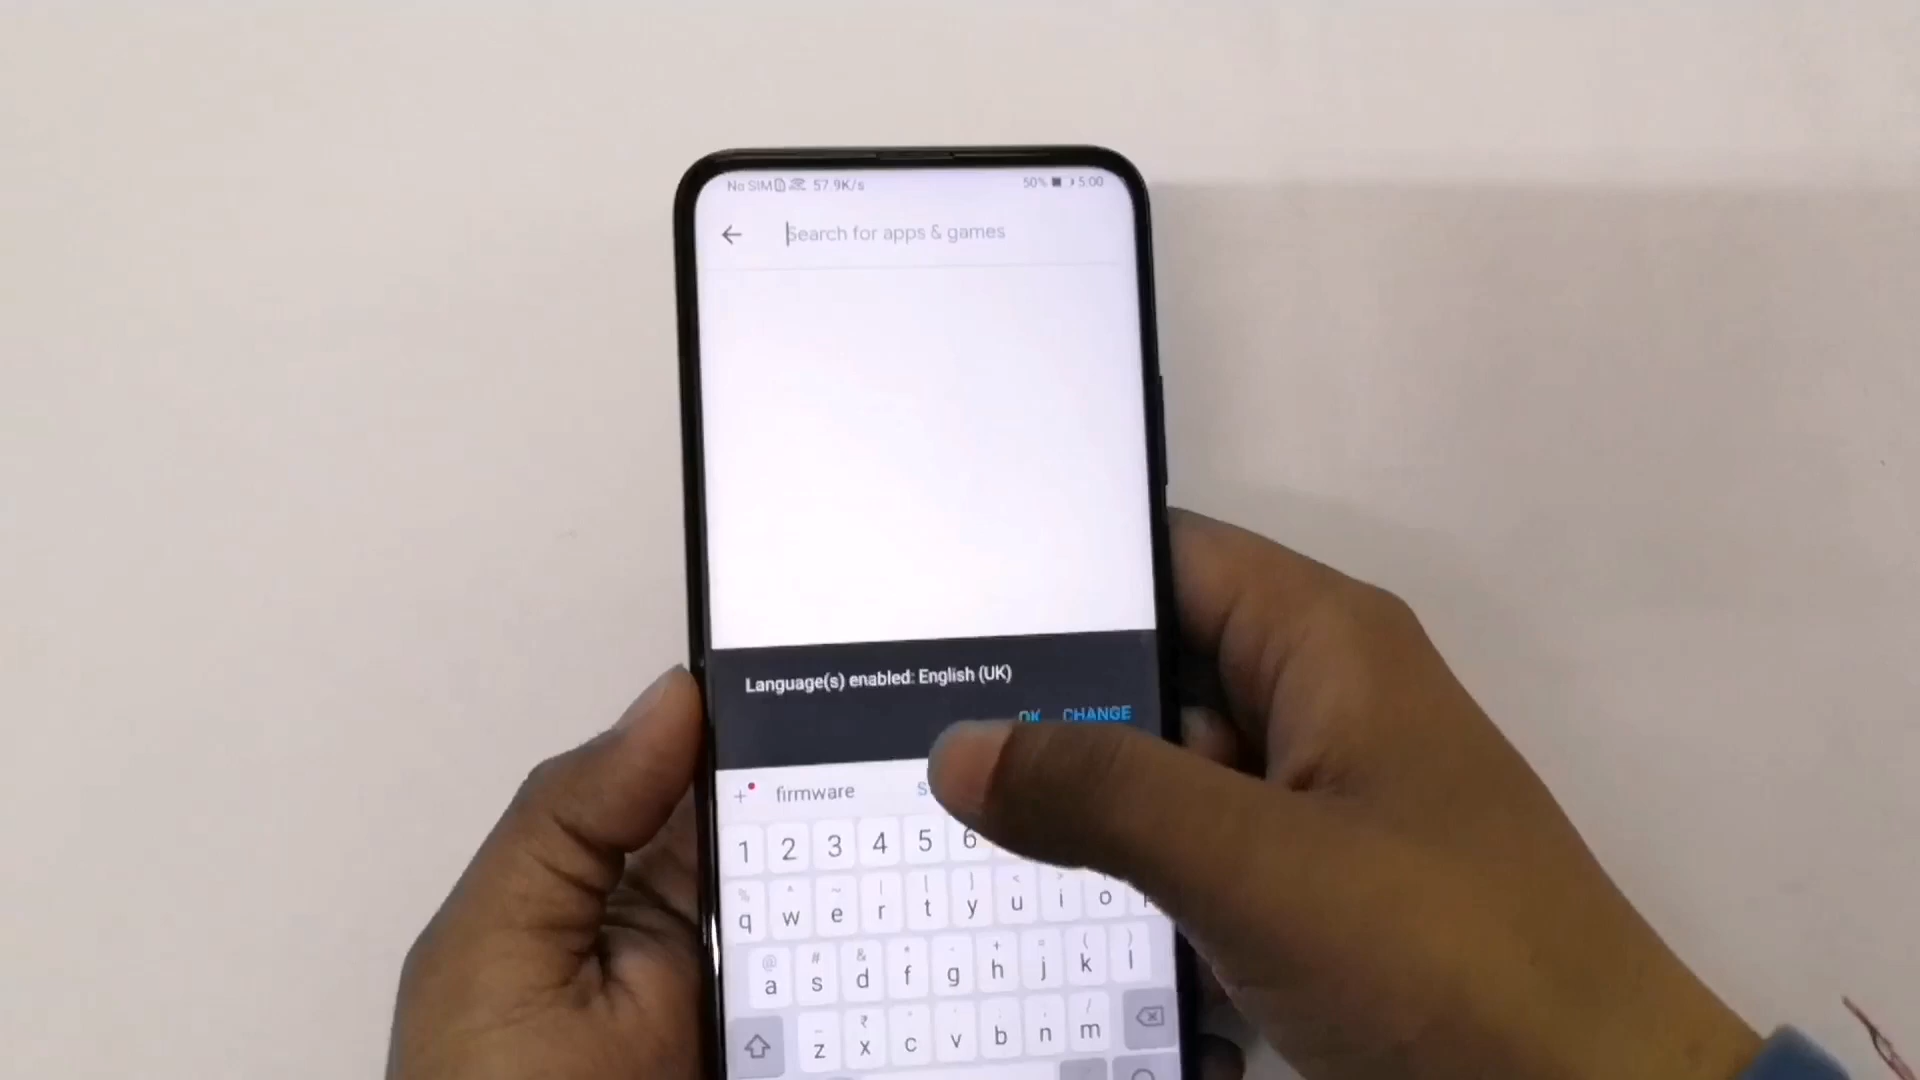 No SIM 57.9K/s 50% 5:00
Search for apps & games
Language(s) enabled: English (UK)
OK CHANGE
firmware
1 2 3 4 5 6
% ^ ~ | [ ] < >
q w e r t y u i o
@ # & * - + = ( )
a s d f g h j k l
_ ₹ " ' : ; /
z x c v b n m